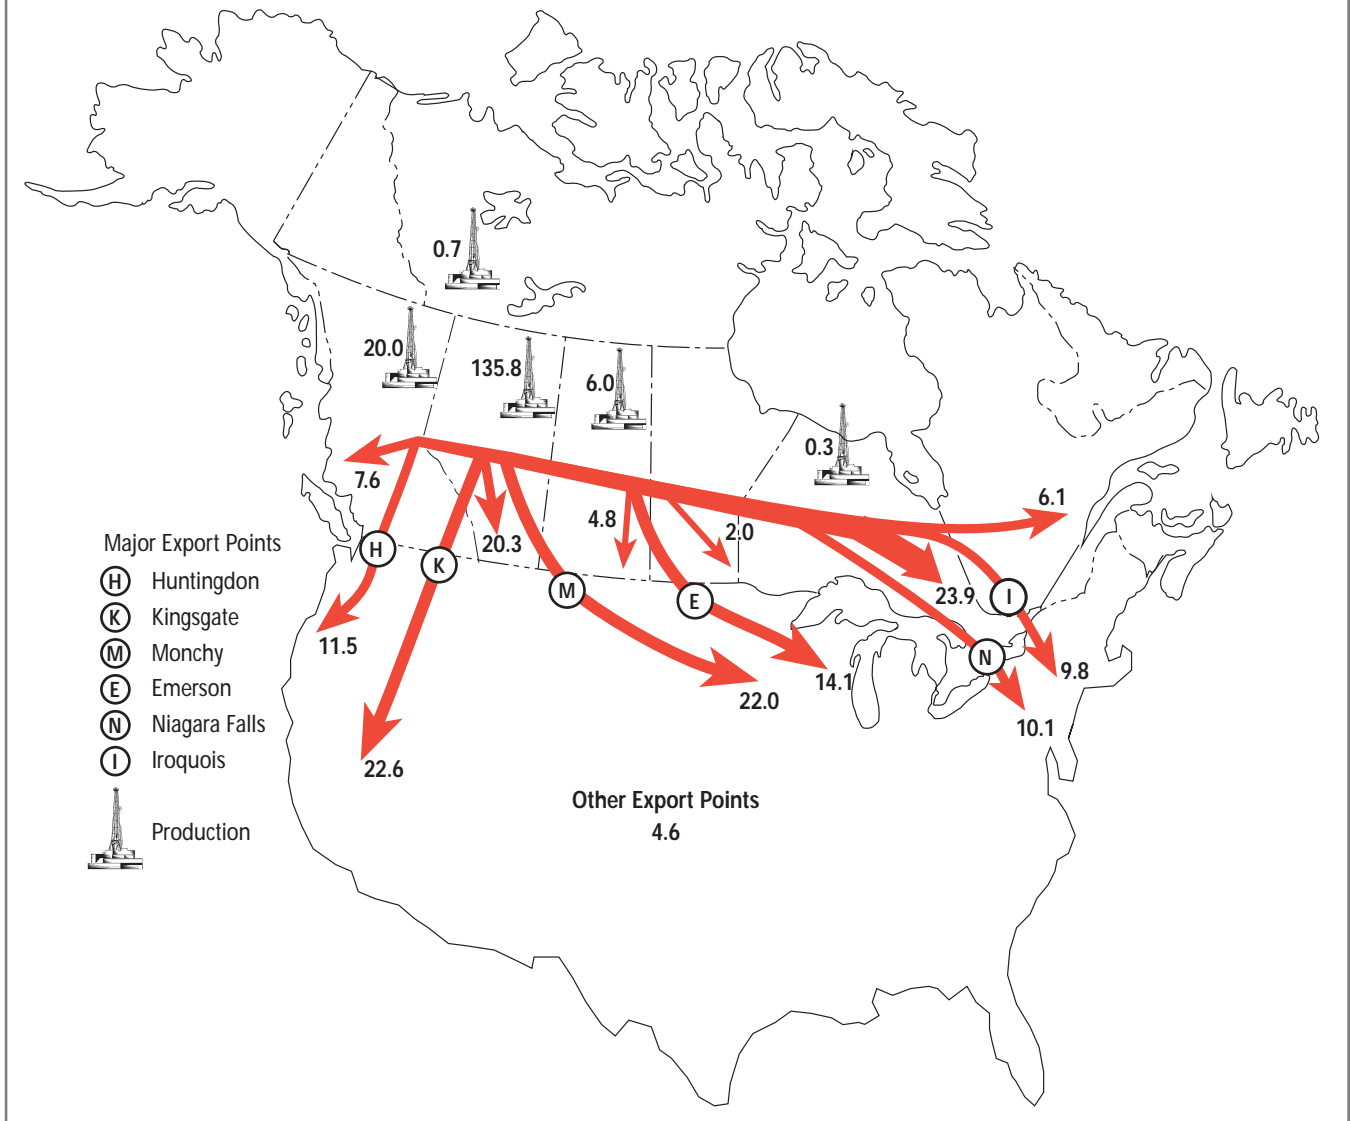 0.7
20.0
135.8
6.0
0.3
7.6
20.3
4.8
2.0
6.1
23.9
Major Export Points
H Huntingdon
K Kingsgate
M Monchy
E Emerson
N Niagara Falls
I Iroquois
Production
H
K
M
E
I
N
11.5
22.6
22.0
14.1
9.8
10.1
Other Export Points
4.6